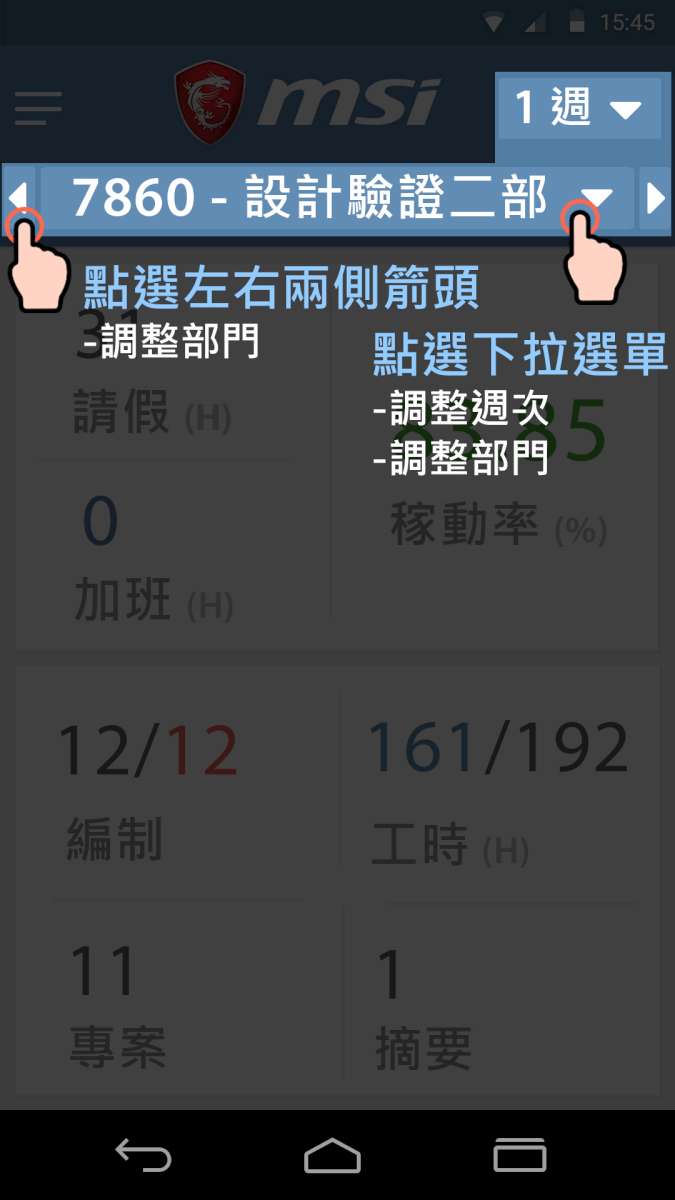 15:45
msi
1 週
7860 - 設計驗證二部
點選左右兩側箭頭
-調整部門
31
請假 (H)
點選下拉選單
-調整週次
-調整部門
83.85
稼動率 (%)
0
加班 (H)
12/12
編制
161/192
工時 (H)
11
專案
1
摘要